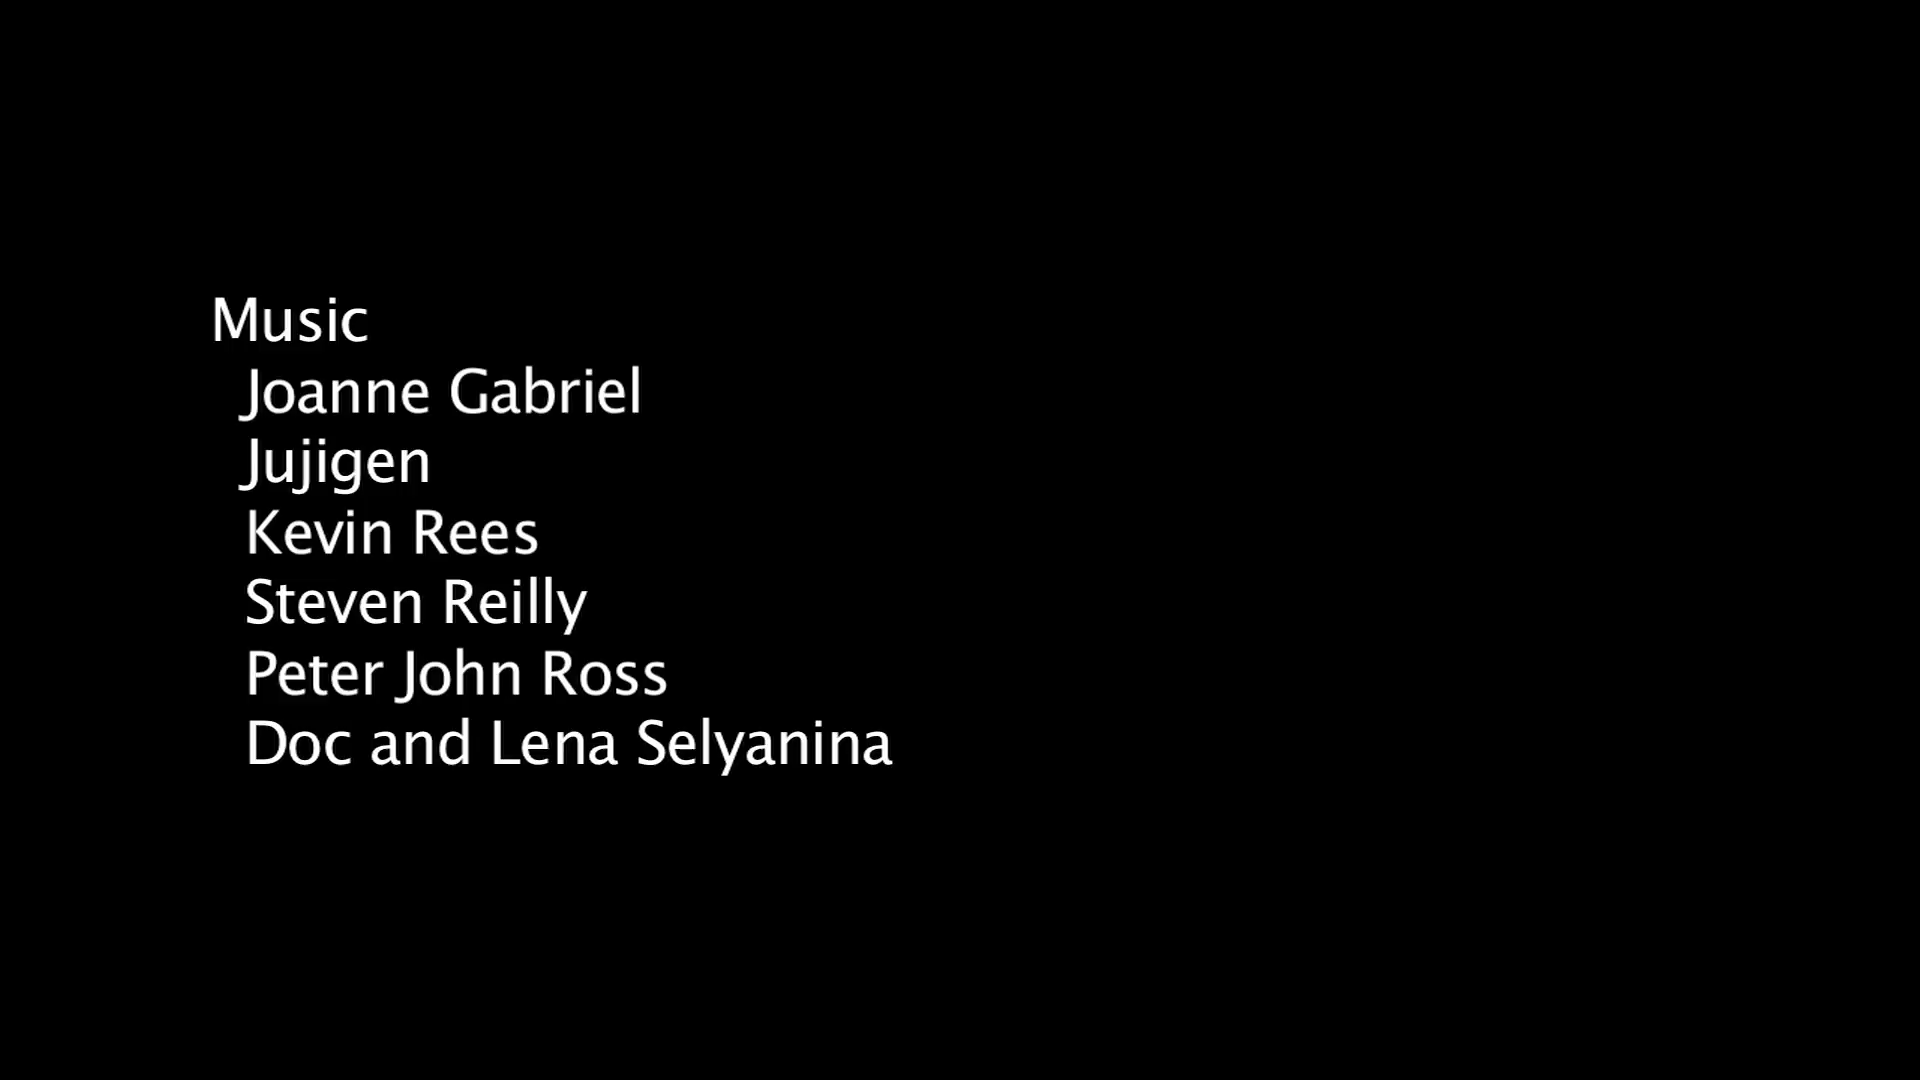 Music
Joanne Gabriel
Jujigen
Kevin Rees
Steven Reilly
Peter John Ross
Doc and Lena Selyanina